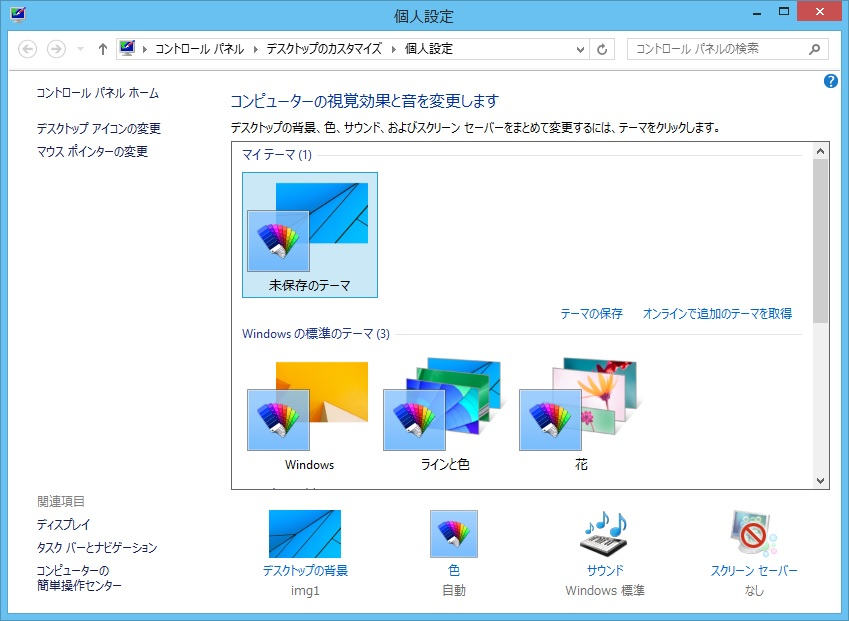 個人設定
コントロール パネル
デスクトップのカスタマイズ
個人設定
コントロール パネルの検索
コントロール パネル ホーム
デスクトップ アイコンの変更
マウス ポインターの変更
コンピューターの視覚効果と音を変更します
デスクトップの背景、色、サウンド、およびスクリーン セーバーをまとめて変更するには、テーマをクリックします。
マイ テーマ (1)
未保存のテーマ
テーマの保存
オンラインで追加のテーマを取得
Windows の標準のテーマ (3)
Windows
ラインと色
花
関連項目
ディスプレイ
タスク バーとナビゲーション
コンピューターの
簡単操作センター
デスクトップの背景
img1
色
自動
サウンド
Windows 標準
スクリーン セーバー
なし